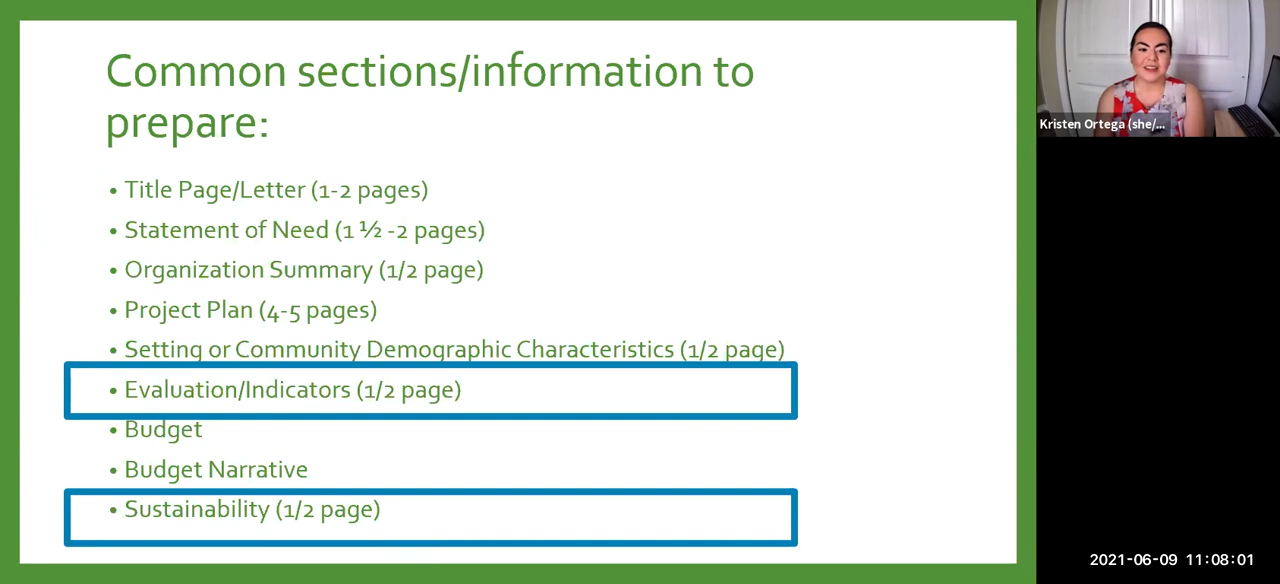 Common sections/information to
prepare:
• Title Page/Letter (1-2 pages)
• Statement of Need (1 ½ -2 pages)
• Organization Summary (1/2 page)
• Project Plan (4-5 pages)
• Setting or Community Demographic Characteristics (1/2 page)
• Evaluation/Indicators (1/2 page)
• Budget
• Budget Narrative
• Sustainability (1/2 page)
Kristen Ortega (she/...
2021-06-09 11:08:01